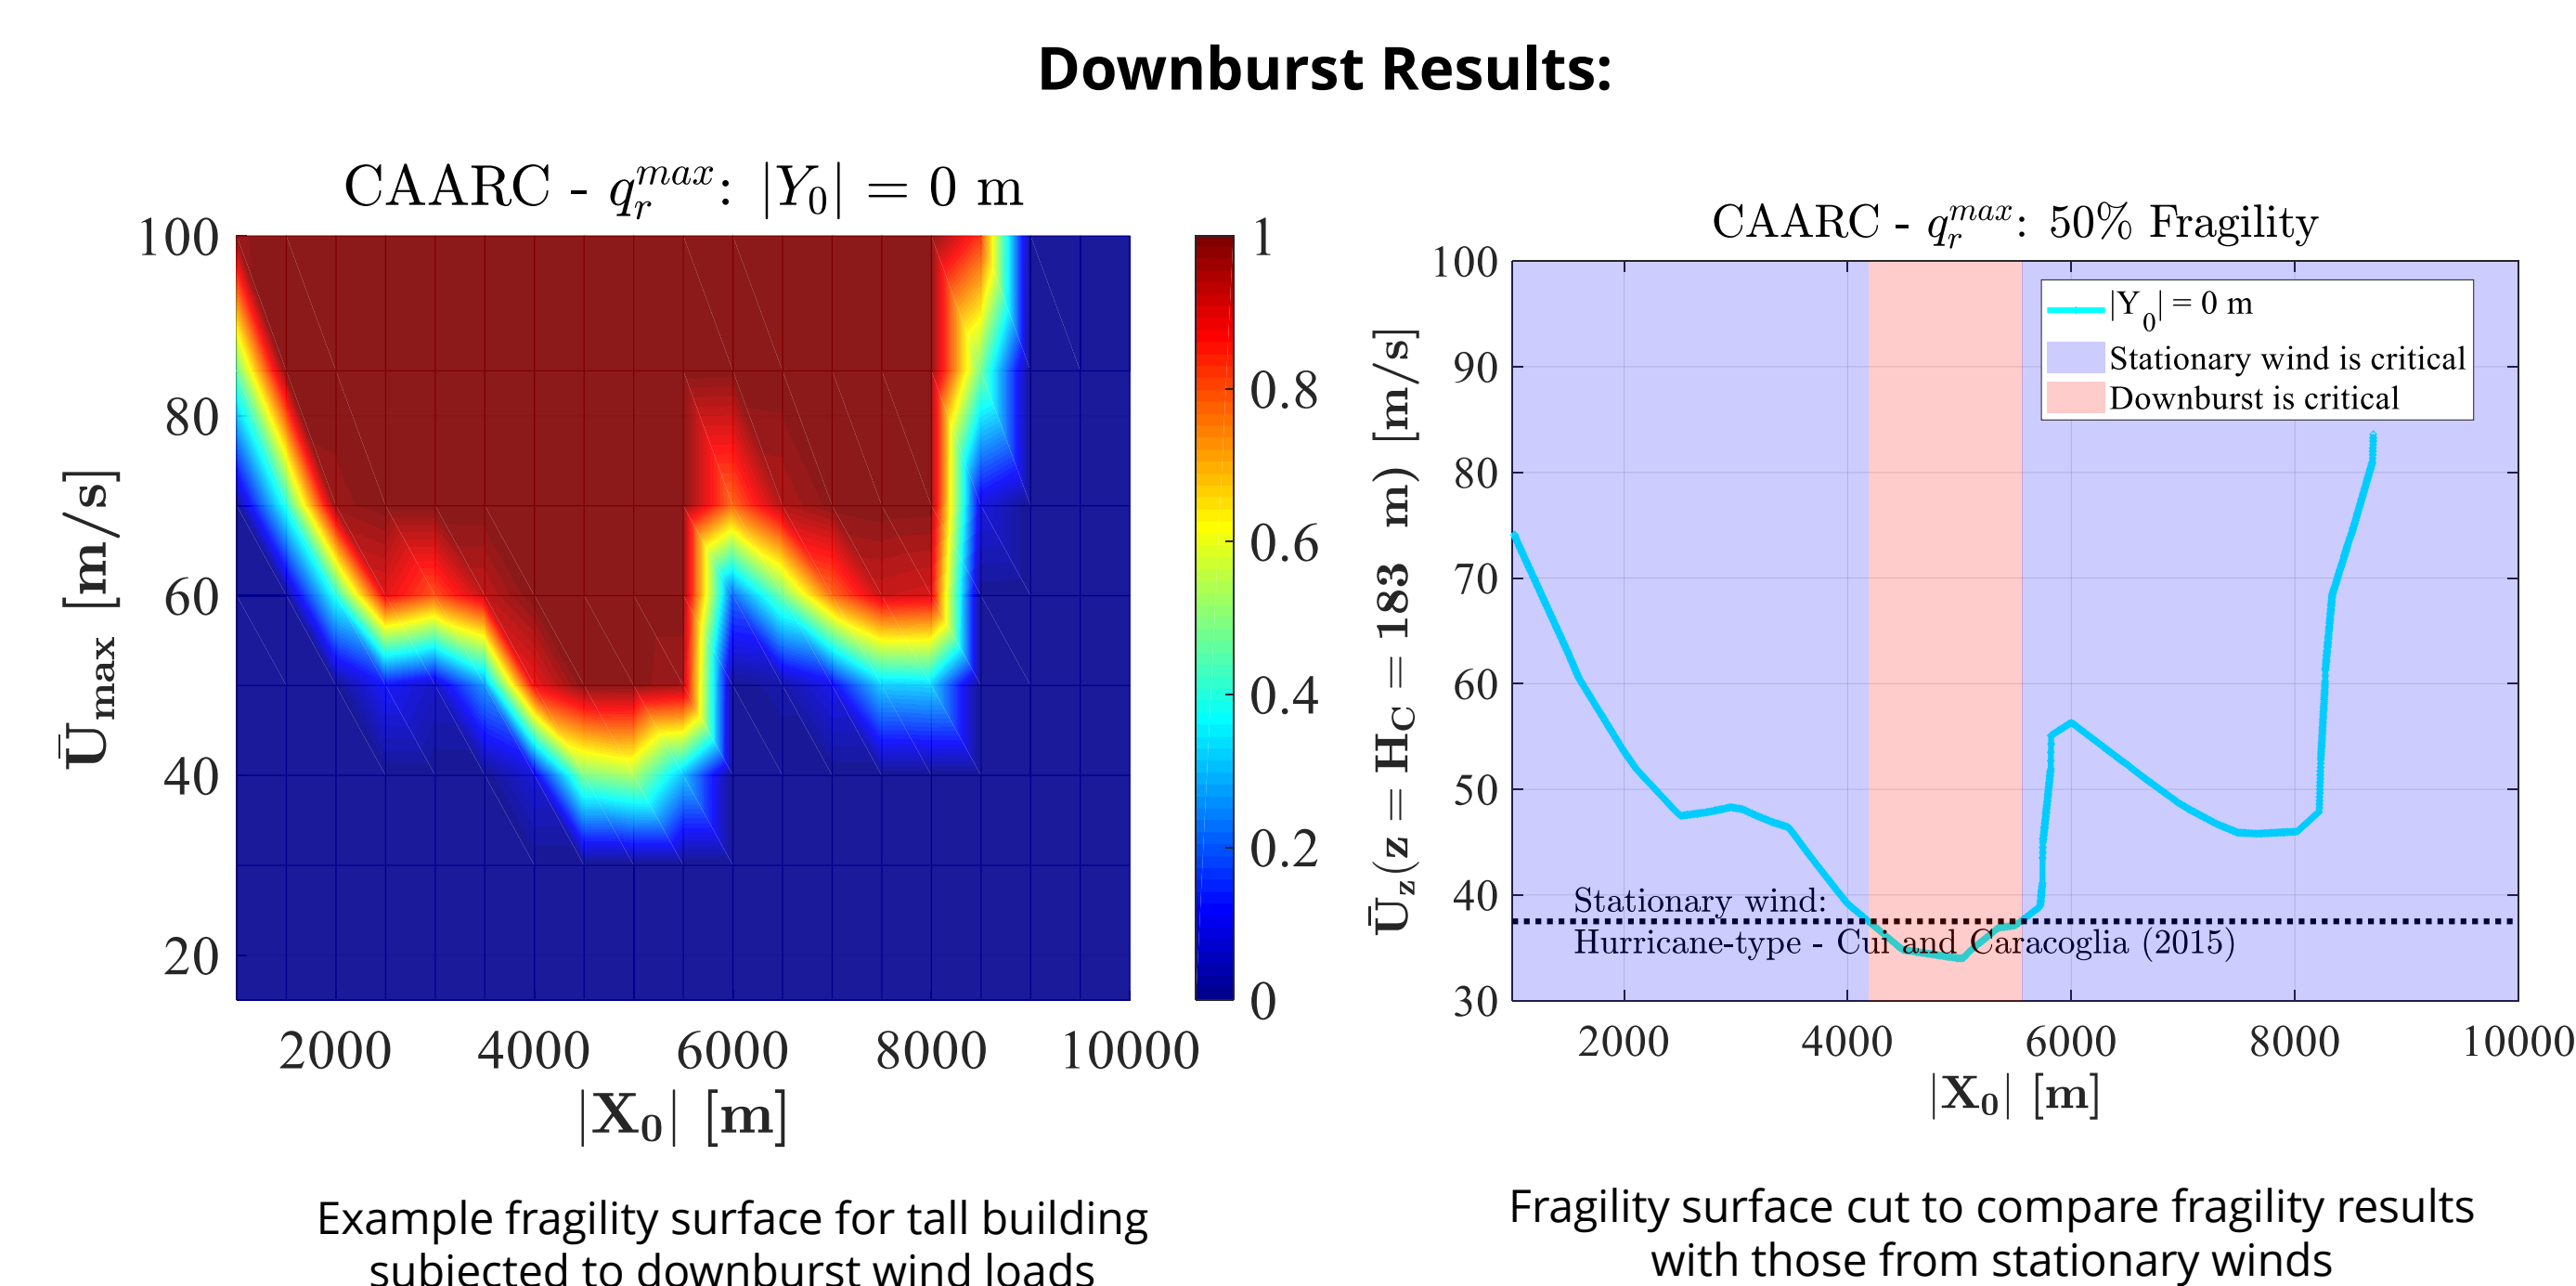 Downburst Results:
CAARC - q_r^max: |Y_0| = 0 m
100
80
60
40
20
Ū_max [m/s]
2000 4000 6000 8000 10000
|X_0| [m]
1
0.8
0.6
0.4
0.2
0
Example fragility surface for tall building
subjected to downburst wind loads
CAARC - q_r^max: 50% Fragility
100
90
80
70
60
50
40
30
Ū_z(z = H_C = 183 m) [m/s]
|Y_0| = 0 m
Stationary wind is critical
Downburst is critical
Stationary wind:
Hurricane-type - Cui and Caracoglia (2015)
2000 4000 6000 8000 10000
|X_0| [m]
Fragility surface cut to compare fragility results
with those from stationary winds